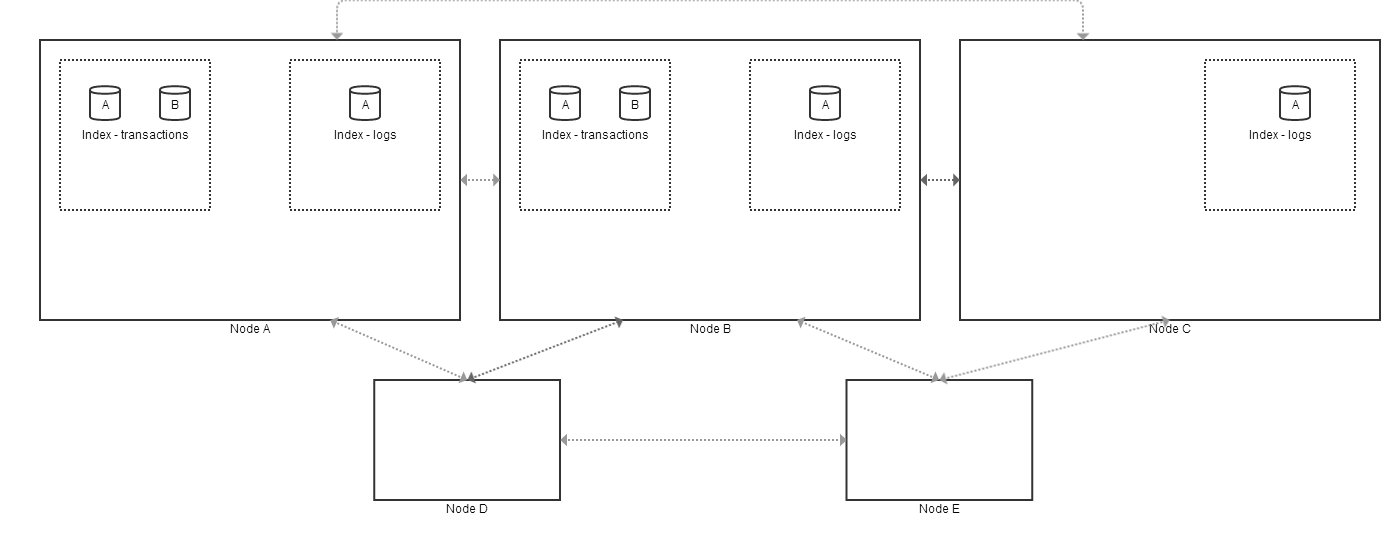 A B
Index - transactions
A
Index - logs
A B
Index - transactions
A
Index - logs
A
Index - logs
Node A
Node B
Node C
Node D
Node E